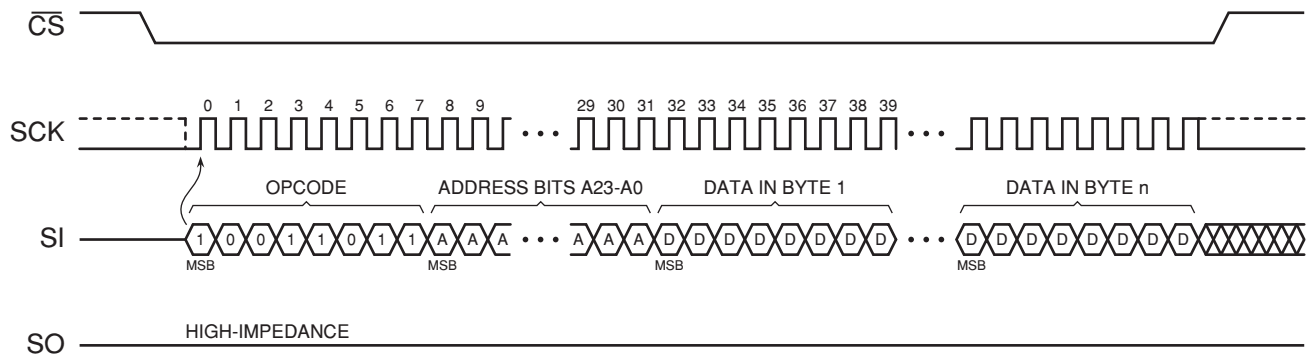 CS
0 1 2 3 4 5 6 7 8 9 29 30 31 32 33 34 35 36 37 38 39
SCK
OPCODE ADDRESS BITS A23-A0 DATA IN BYTE 1 DATA IN BYTE n
SI 1 0 0 1 1 0 1 1 A A A A A A D D D D D D D D D D D D D D D D
MSB MSB MSB MSB
HIGH-IMPEDANCE
SO